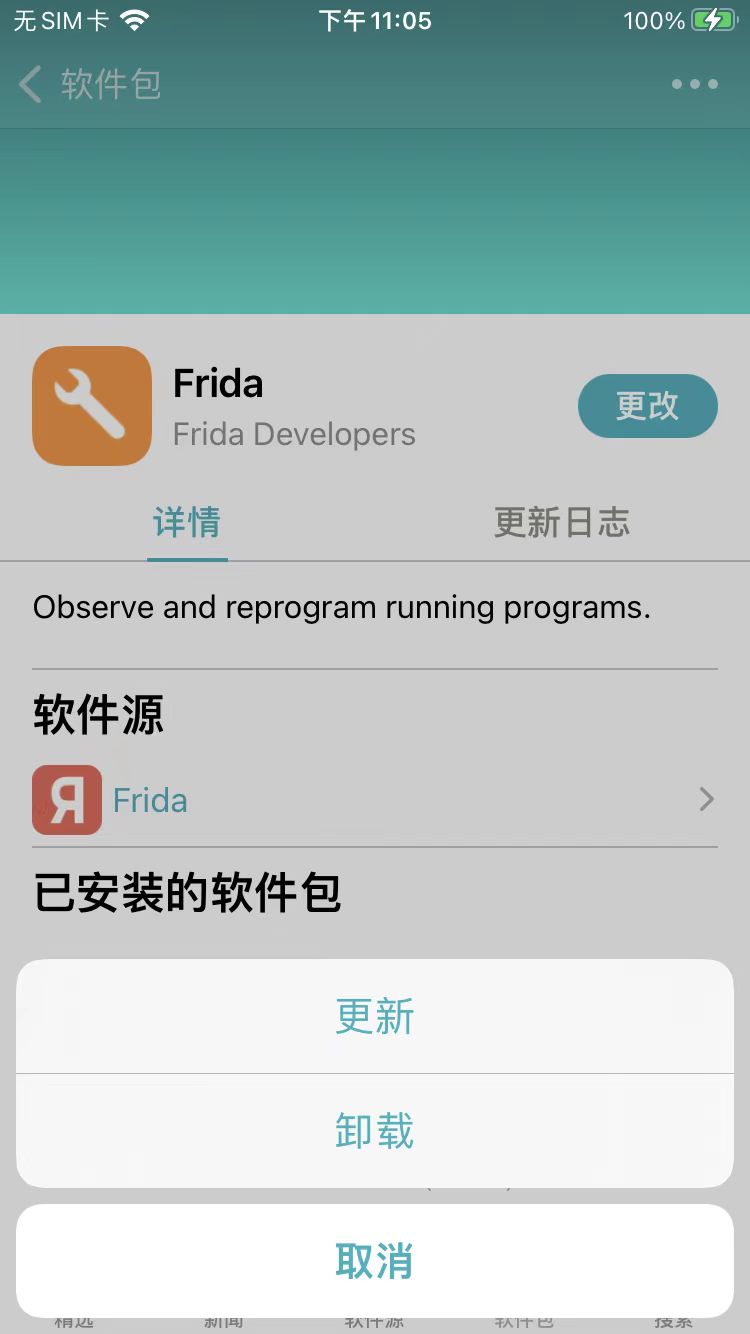 无SIM卡 下午11:05 100%
软件包
Frida
Frida Developers
更改
详情 更新日志
Observe and reprogram running programs.
软件源
Frida
已安装的软件包
更新
卸载
取消
精选 新闻 软件源 软件包 搜索